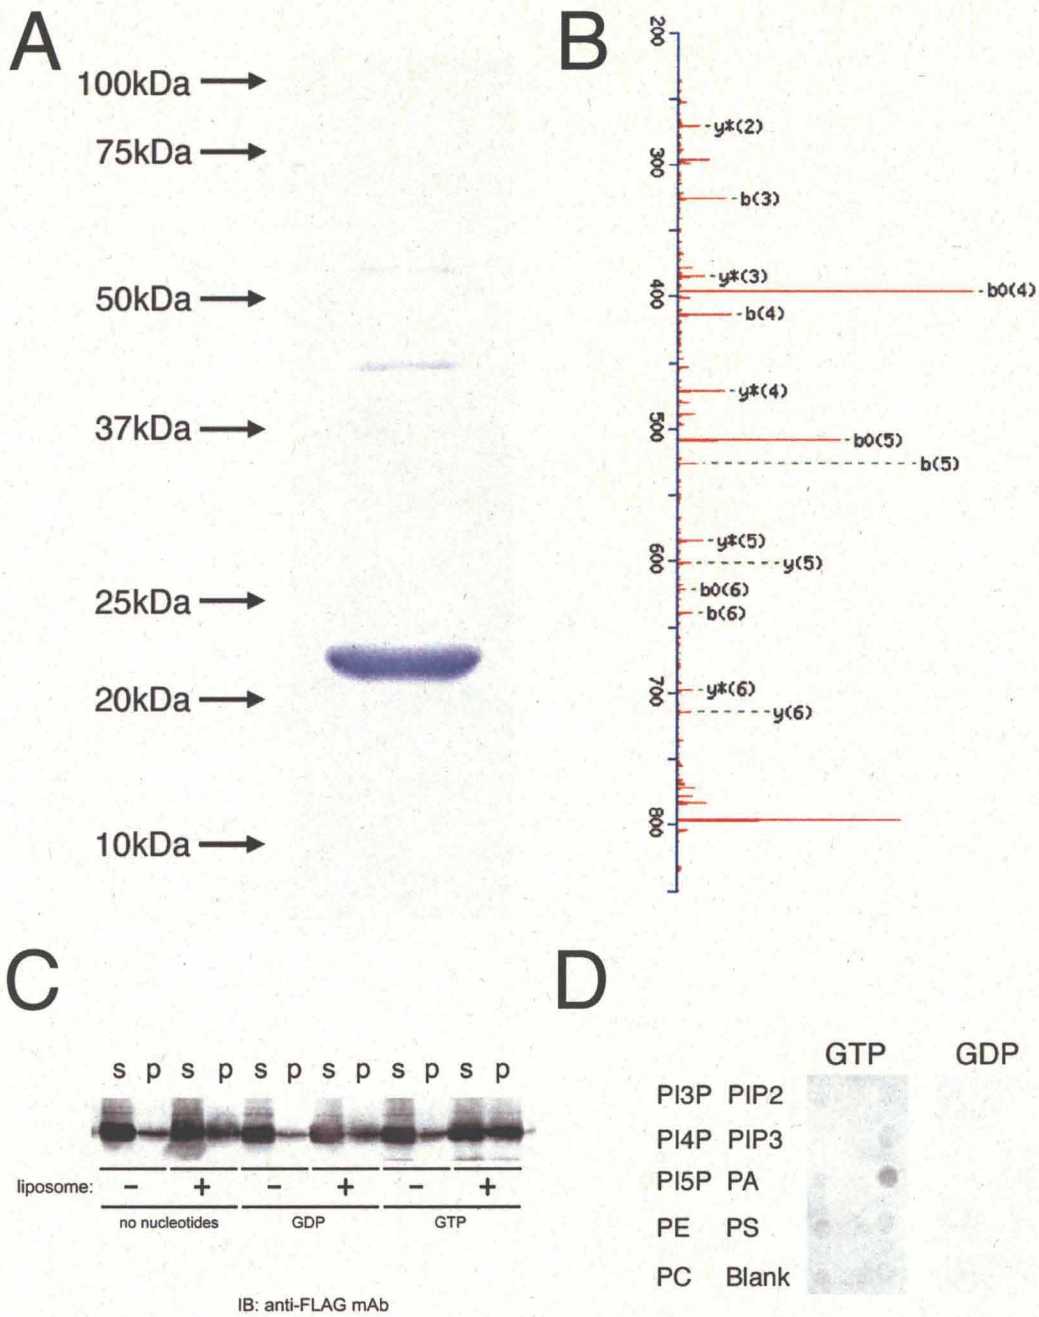 A
100kDa
75kDa
50kDa
37kDa
25kDa
20kDa
10kDa
B
200
y*(2)
300
b(3)
y*(3)
b0(4)
400
b(4)
y*(4)
500
b0(5)
b(5)
y*(5)
600
y(5)
b0(6)
b(6)
y*(6)
700
y(6)
800
C
s p s p s p s p s p s p
liposome: − + − + − +
no nucleotides GDP GTP
IB: anti-FLAG mAb
D
GTP GDP
PI3P PIP2
PI4P PIP3
PI5P PA
PE PS
PC Blank